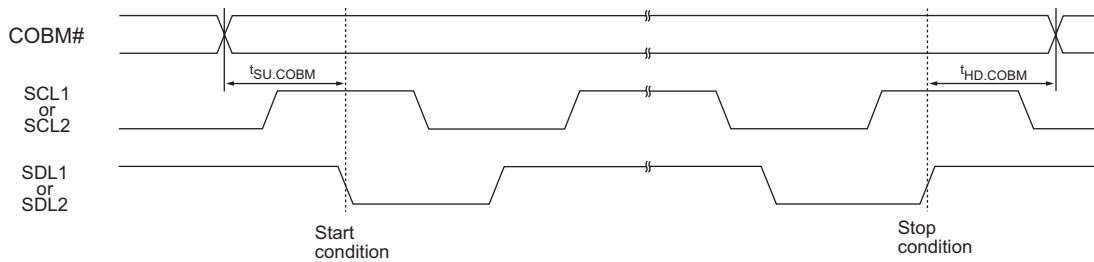 COBM#
tSU.COBM
tHD.COBM
SCL1
or
SCL2
SDL1
or
SDL2
Start
condition
Stop
condition